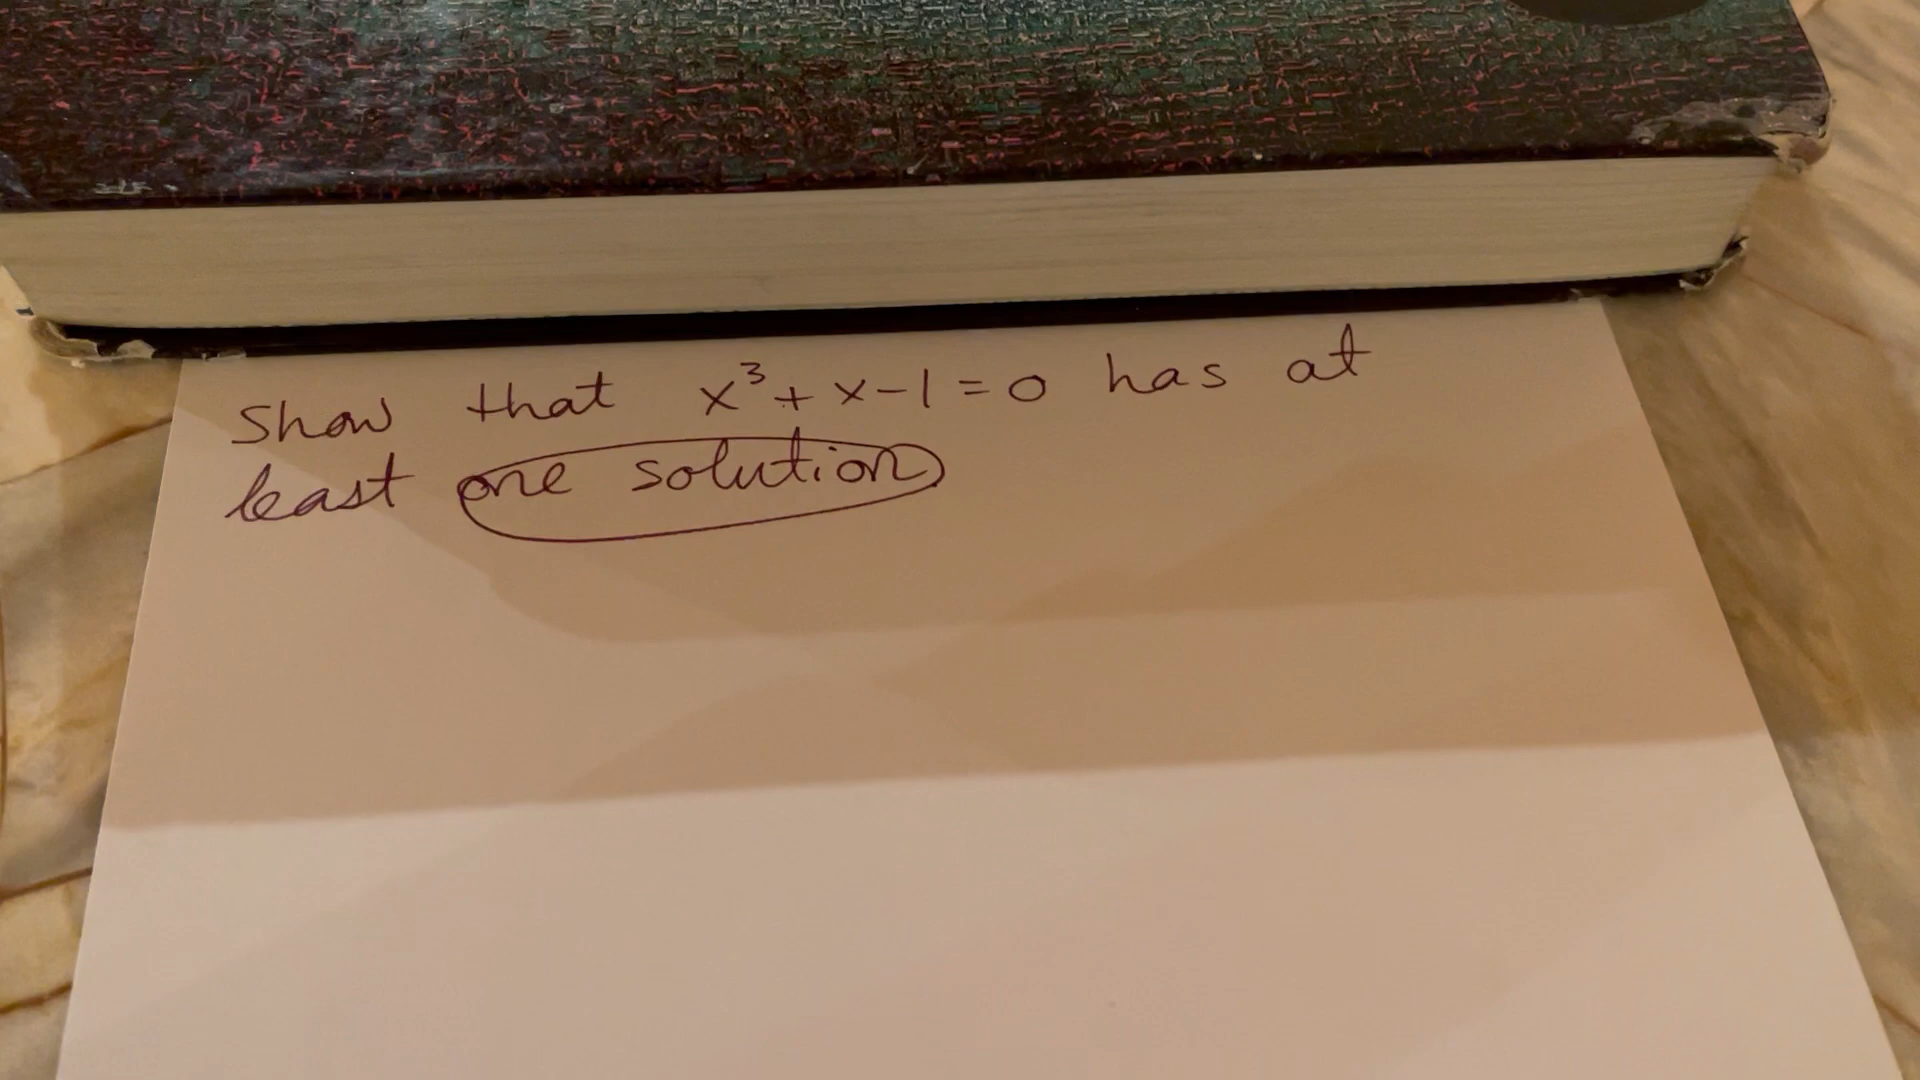 Show that x³ + x - 1 = 0 has at
least one solution